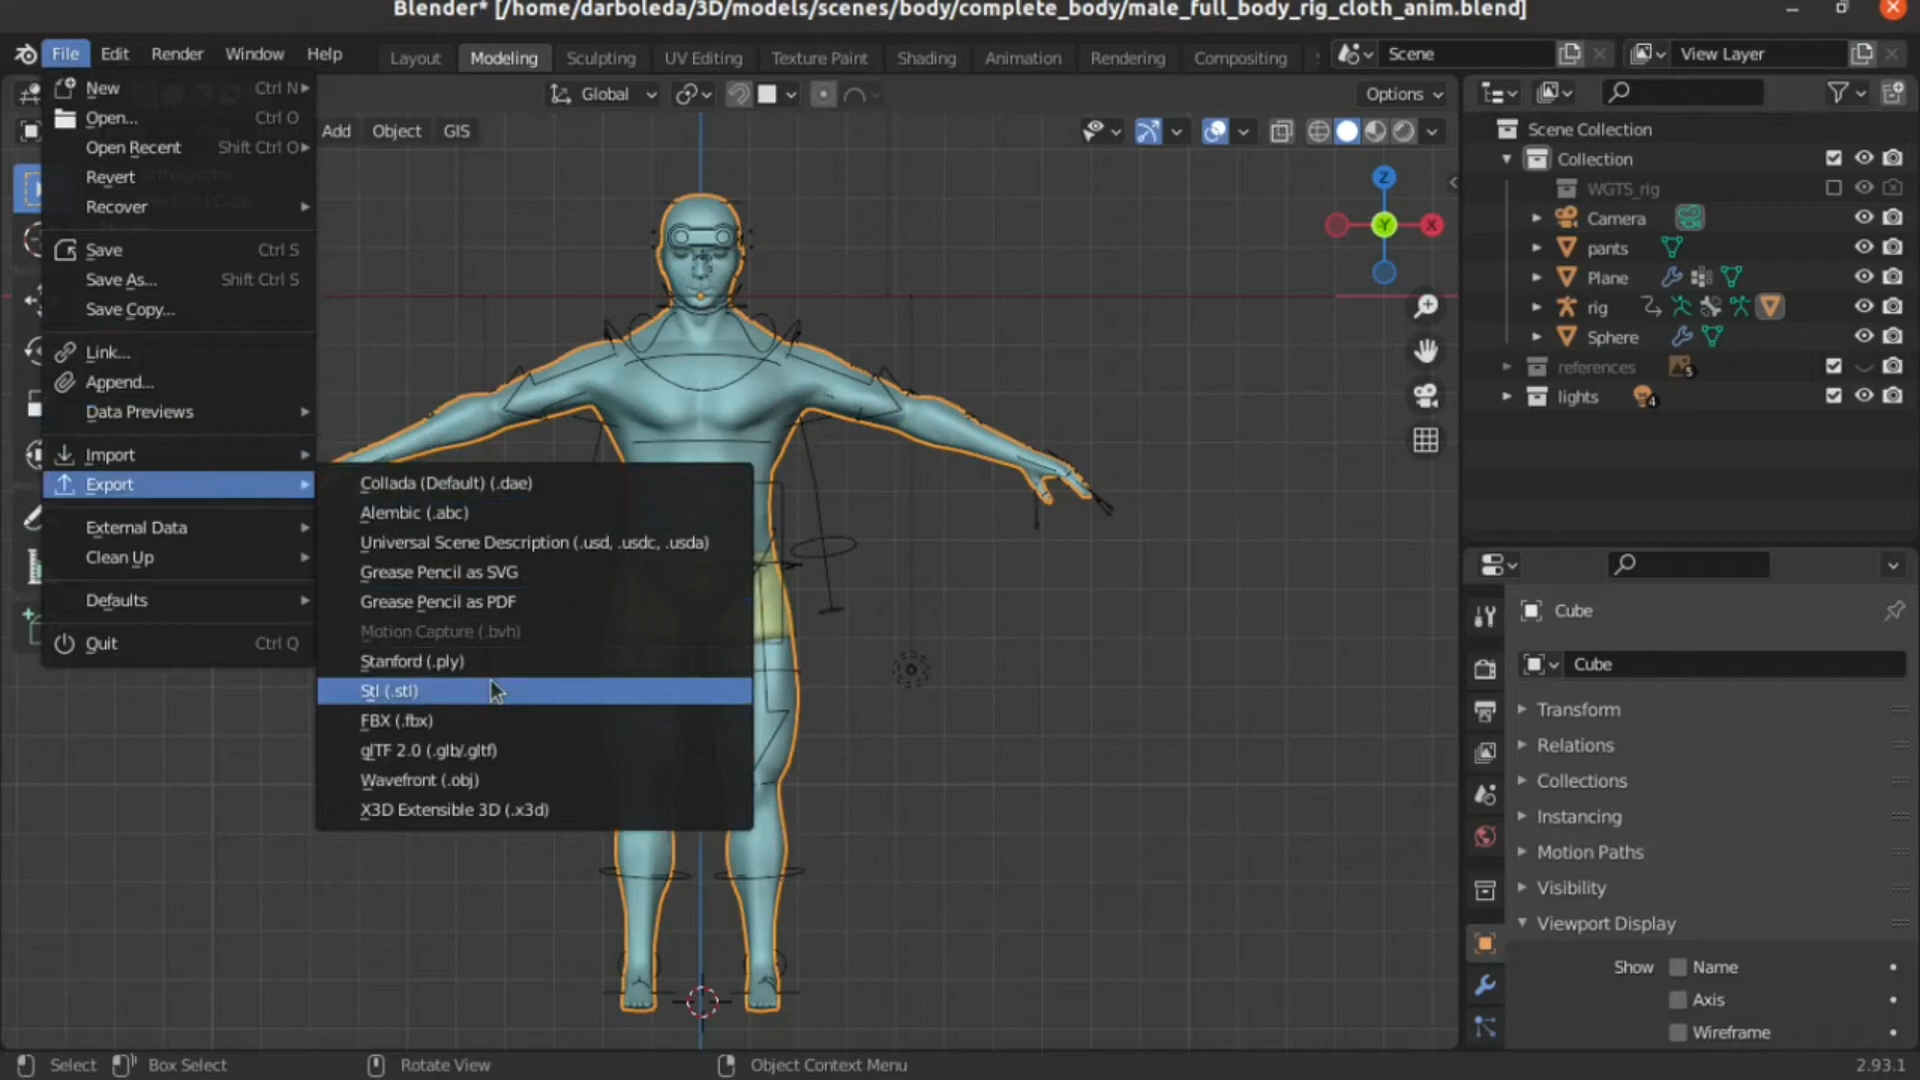 Blender* [/home/darboleda/3D/models/scenes/body/complete_body/male_full_body_rig_cloth_anim.blend]
File Edit Render Window Help Layout Modeling Sculpting UV Editing Texture Paint Shading Animation Rendering Compositing Scene View Layer
New Ctrl N
Open... Ctrl O
Open Recent Shift Ctrl O
Revert
Recover
Save Ctrl S
Save As... Shift Ctrl S
Save Copy...
Link...
Append...
Data Previews
Import
Export
External Data
Clean Up
Defaults
Quit Ctrl Q
Global
Options
Add Object GIS
Z
-Y
X
Collada (Default) (.dae)
Alembic (.abc)
Universal Scene Description (.usd, .usdc, .usda)
Grease Pencil as SVG
Grease Pencil as PDF
Motion Capture (.bvh)
Stanford (.ply)
Stl (.stl)
FBX (.fbx)
glTF 2.0 (.glb/.gltf)
Wavefront (.obj)
X3D Extensible 3D (.x3d)
Scene Collection
Collection
WGTS_rig
Camera
pants
Plane
rig
Sphere
references 5
lights 4
Cube
Cube
Transform
Relations
Collections
Instancing
Motion Paths
Visibility
Viewport Display
Show Name
Axis
Wireframe
Select Box Select Rotate View Object Context Menu 2.93.1